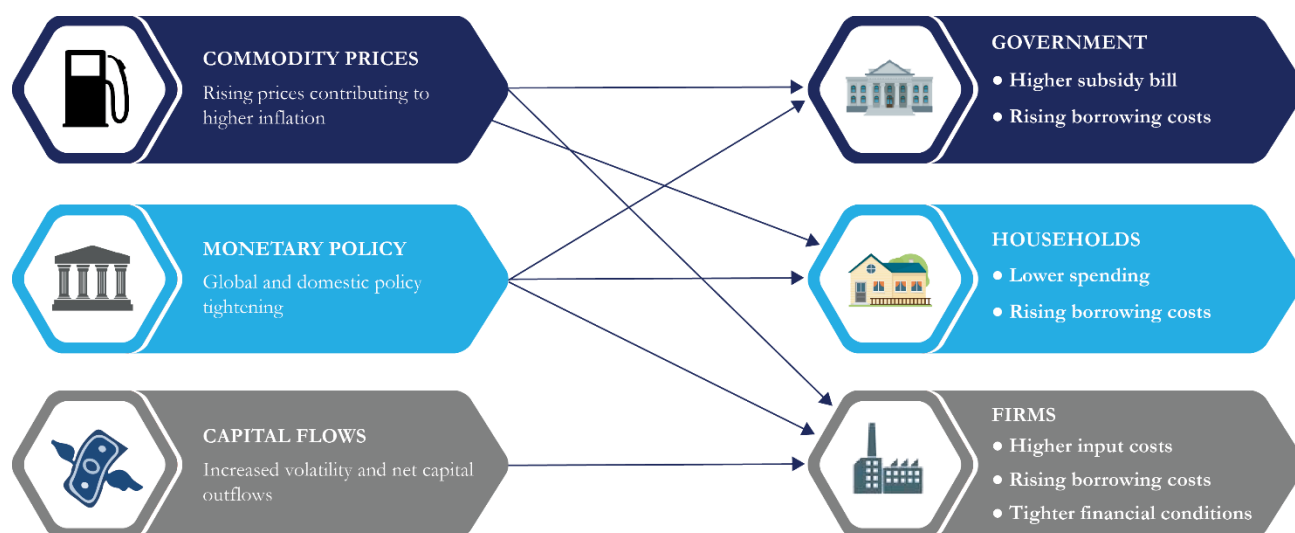 COMMODITY PRICES
Rising prices contributing to
higher inflation
GOVERNMENT
● Higher subsidy bill
● Rising borrowing costs
MONETARY POLICY
Global and domestic policy
tightening
HOUSEHOLDS
● Lower spending
● Rising borrowing costs
CAPITAL FLOWS
Increased volatility and net capital
outflows
FIRMS
● Higher input costs
● Rising borrowing costs
● Tighter financial conditions